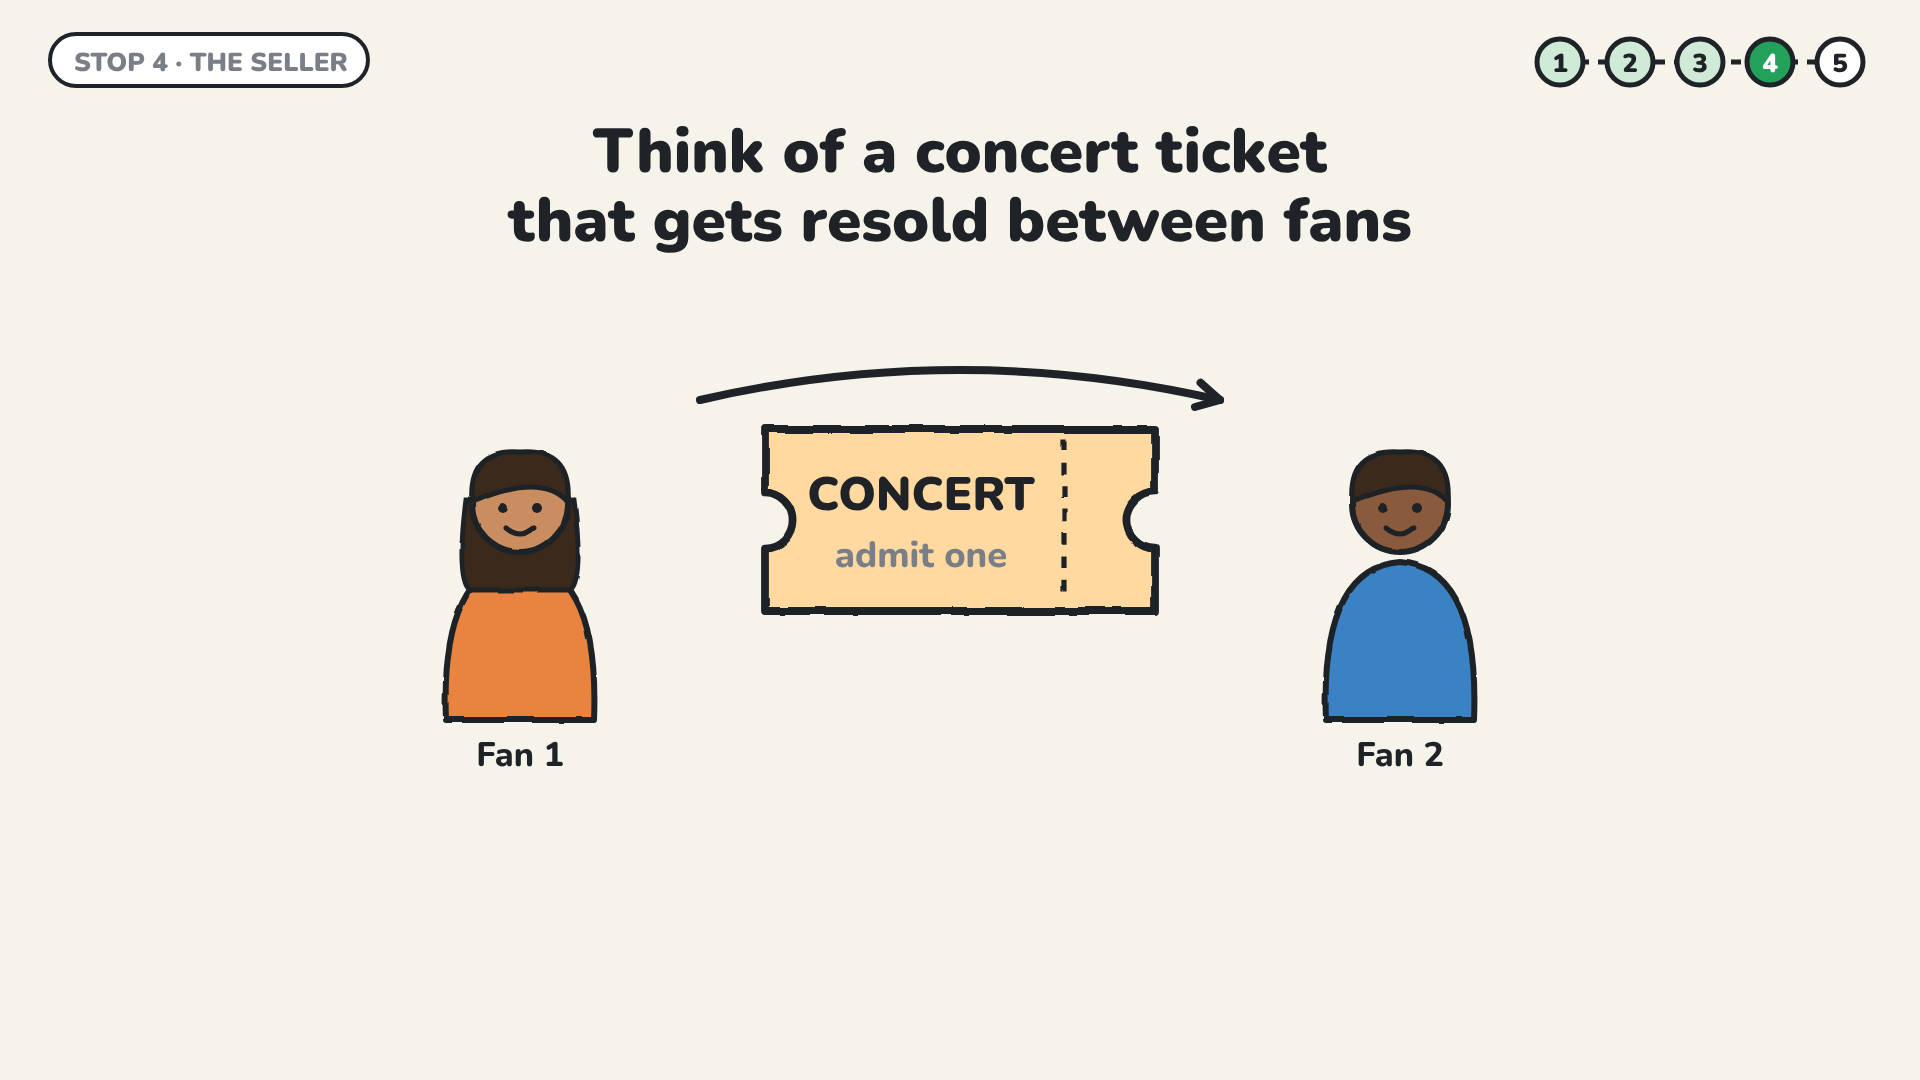 STOP 4 · THE SELLER
1 2 3 4 5
Think of a concert ticket
that gets resold between fans
CONCERT
admit one
Fan 1
Fan 2